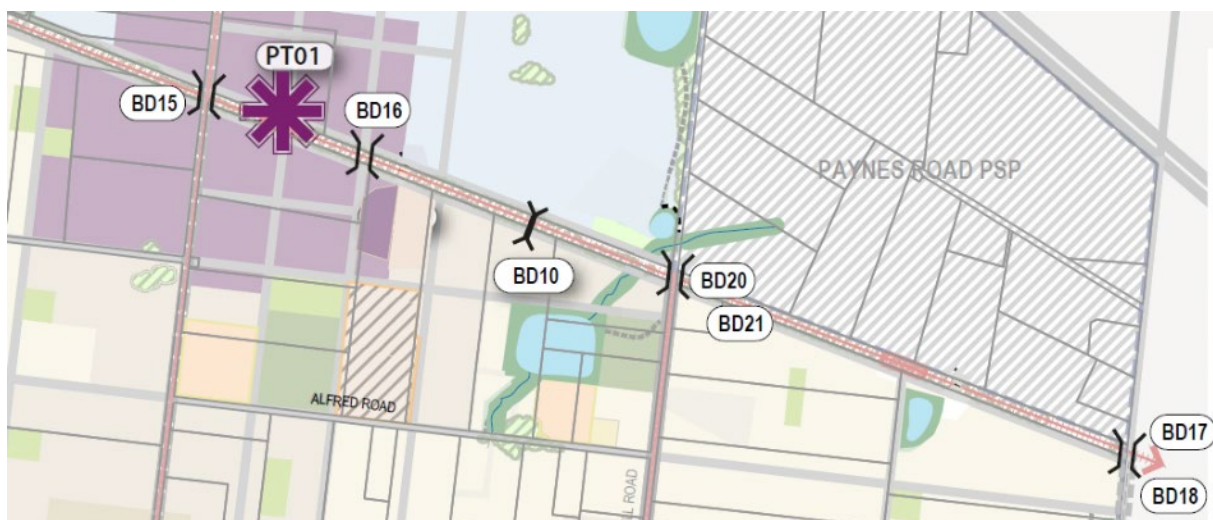 PT01
BD15
BD16
PAYNES ROAD PSP
BD10
BD20
BD21
ALFRED ROAD
BD17
ROAD
BD18